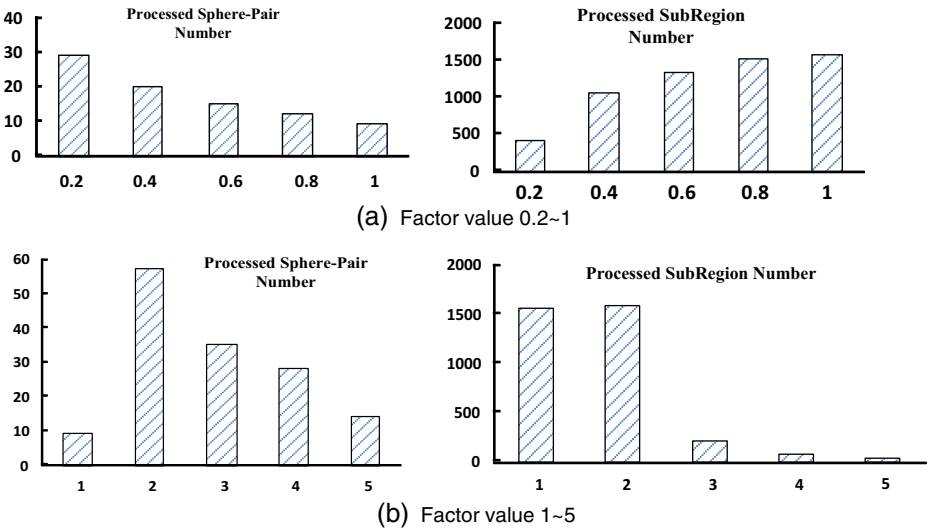 Processed Sphere-Pair
Number
40
30
20
10
0
0.2 0.4 0.6 0.8 1
Processed SubRegion
Number
2000
1500
1000
500
0
0.2 0.4 0.6 0.8 1
(a) Factor value 0.2~1
Processed Sphere-Pair
Number
60
50
40
30
20
10
0
1 2 3 4 5
Processed SubRegion Number
2000
1500
1000
500
0
1 2 3 4 5
(b) Factor value 1~5